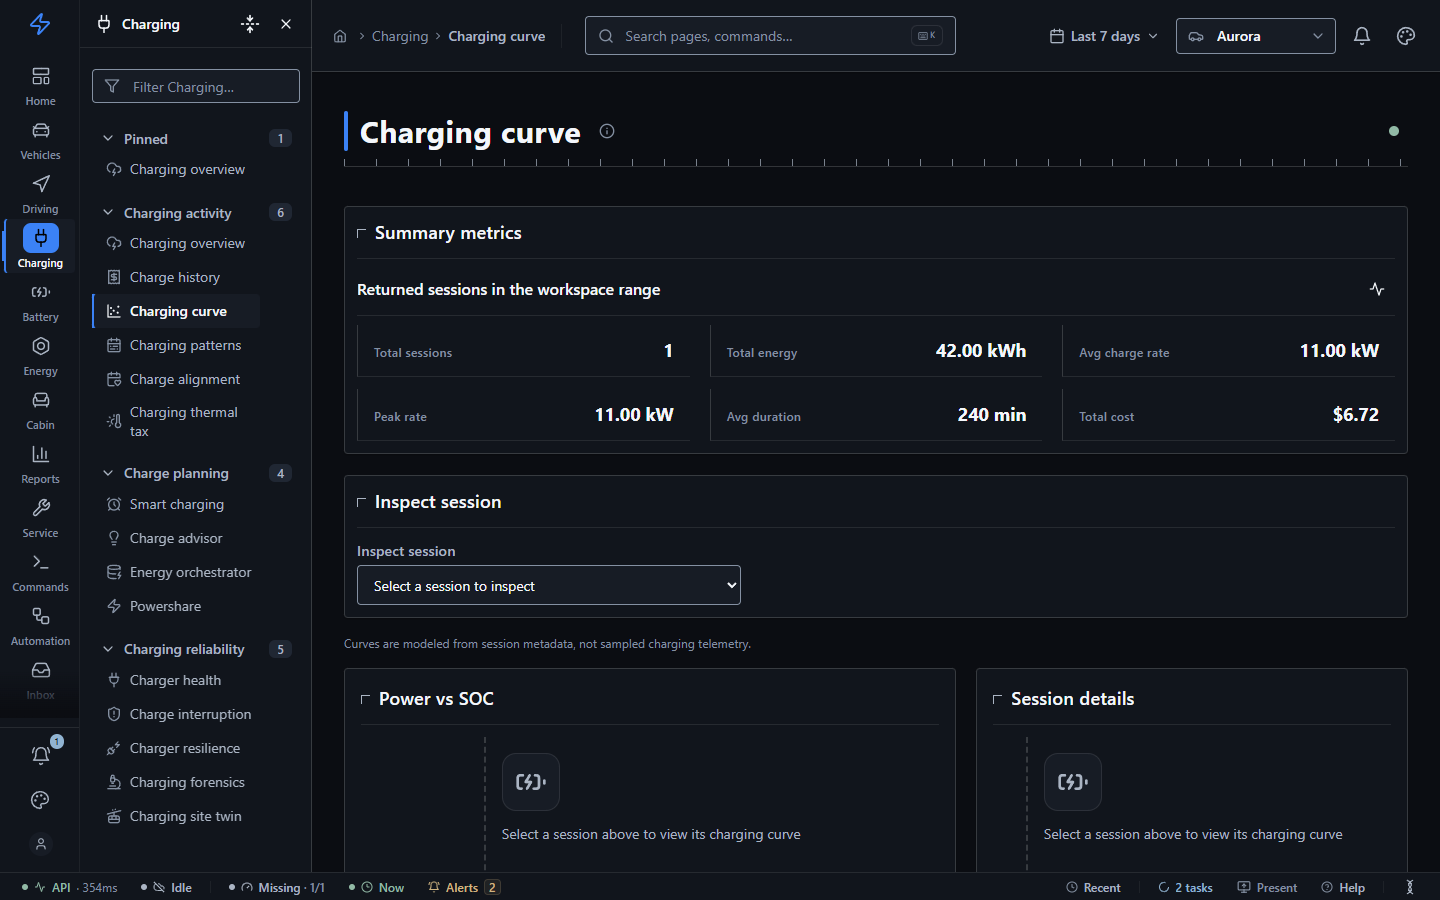 Charging
Home
Vehicles
Driving
Charging
Battery
Energy
Cabin
Reports
Service
Commands
Automation
Inbox
1
Filter Charging...
Pinned 1
Charging overview
Charging activity 6
Charging overview
Charge history
Charging curve
Charging patterns
Charge alignment
Charging thermal
tax
Charge planning 4
Smart charging
Charge advisor
Energy orchestrator
Powershare
Charging reliability 5
Charger health
Charge interruption
Charger resilience
Charging forensics
Charging site twin
Charging Charging curve
Search pages, commands... K
Last 7 days
Aurora
Charging curve
Summary metrics
Returned sessions in the workspace range
Total sessions 1
Total energy 42.00 kWh
Avg charge rate 11.00 kW
Peak rate 11.00 kW
Avg duration 240 min
Total cost $6.72
Inspect session
Inspect session
Select a session to inspect
Curves are modeled from session metadata, not sampled charging telemetry.
Power vs SOC
Select a session above to view its charging curve
Session details
Select a session above to view its charging curve
API · 354ms Idle Missing · 1/1 Now Alerts 2 Recent 2 tasks Present Help